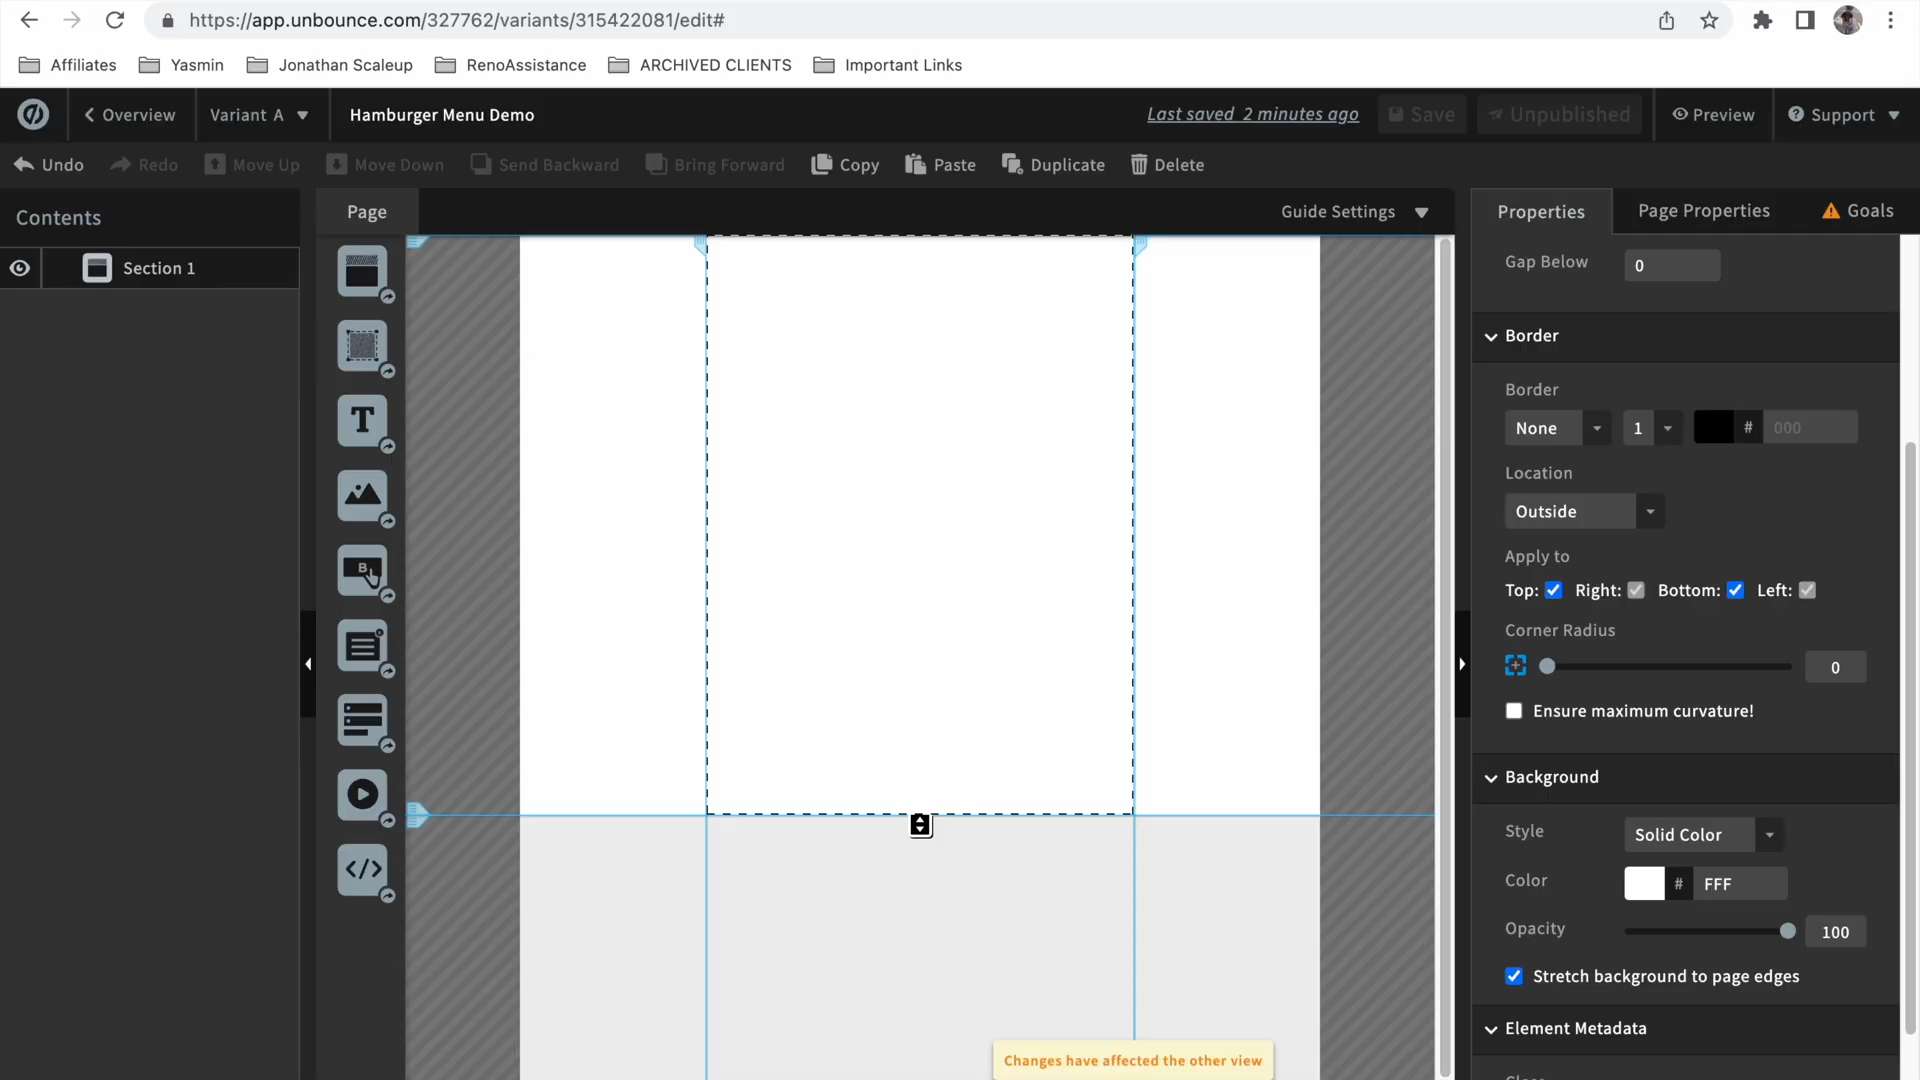 https://app.unbounce.com/327762/variants/315422081/edit#
Affiliates Yasmin Jonathan Scaleup RenoAssistance ARCHIVED CLIENTS Important Links
Overview Variant A Hamburger Menu Demo Last saved 2 minutes ago Save Unpublished Preview Support
Undo Redo Move Up Move Down Send Backward Bring Forward Copy Paste Duplicate Delete
Contents
Page
Guide Settings
Properties Page Properties Goals
Section 1
Gap Below 0
Border
Border
None 1 # 000
Location
Outside
Apply to
Top: Right: Bottom: Left:
Corner Radius
0
Ensure maximum curvature!
Background
Style Solid Color
Color # FFF
Opacity 100
Stretch background to page edges
Element Metadata
Changes have affected the other view